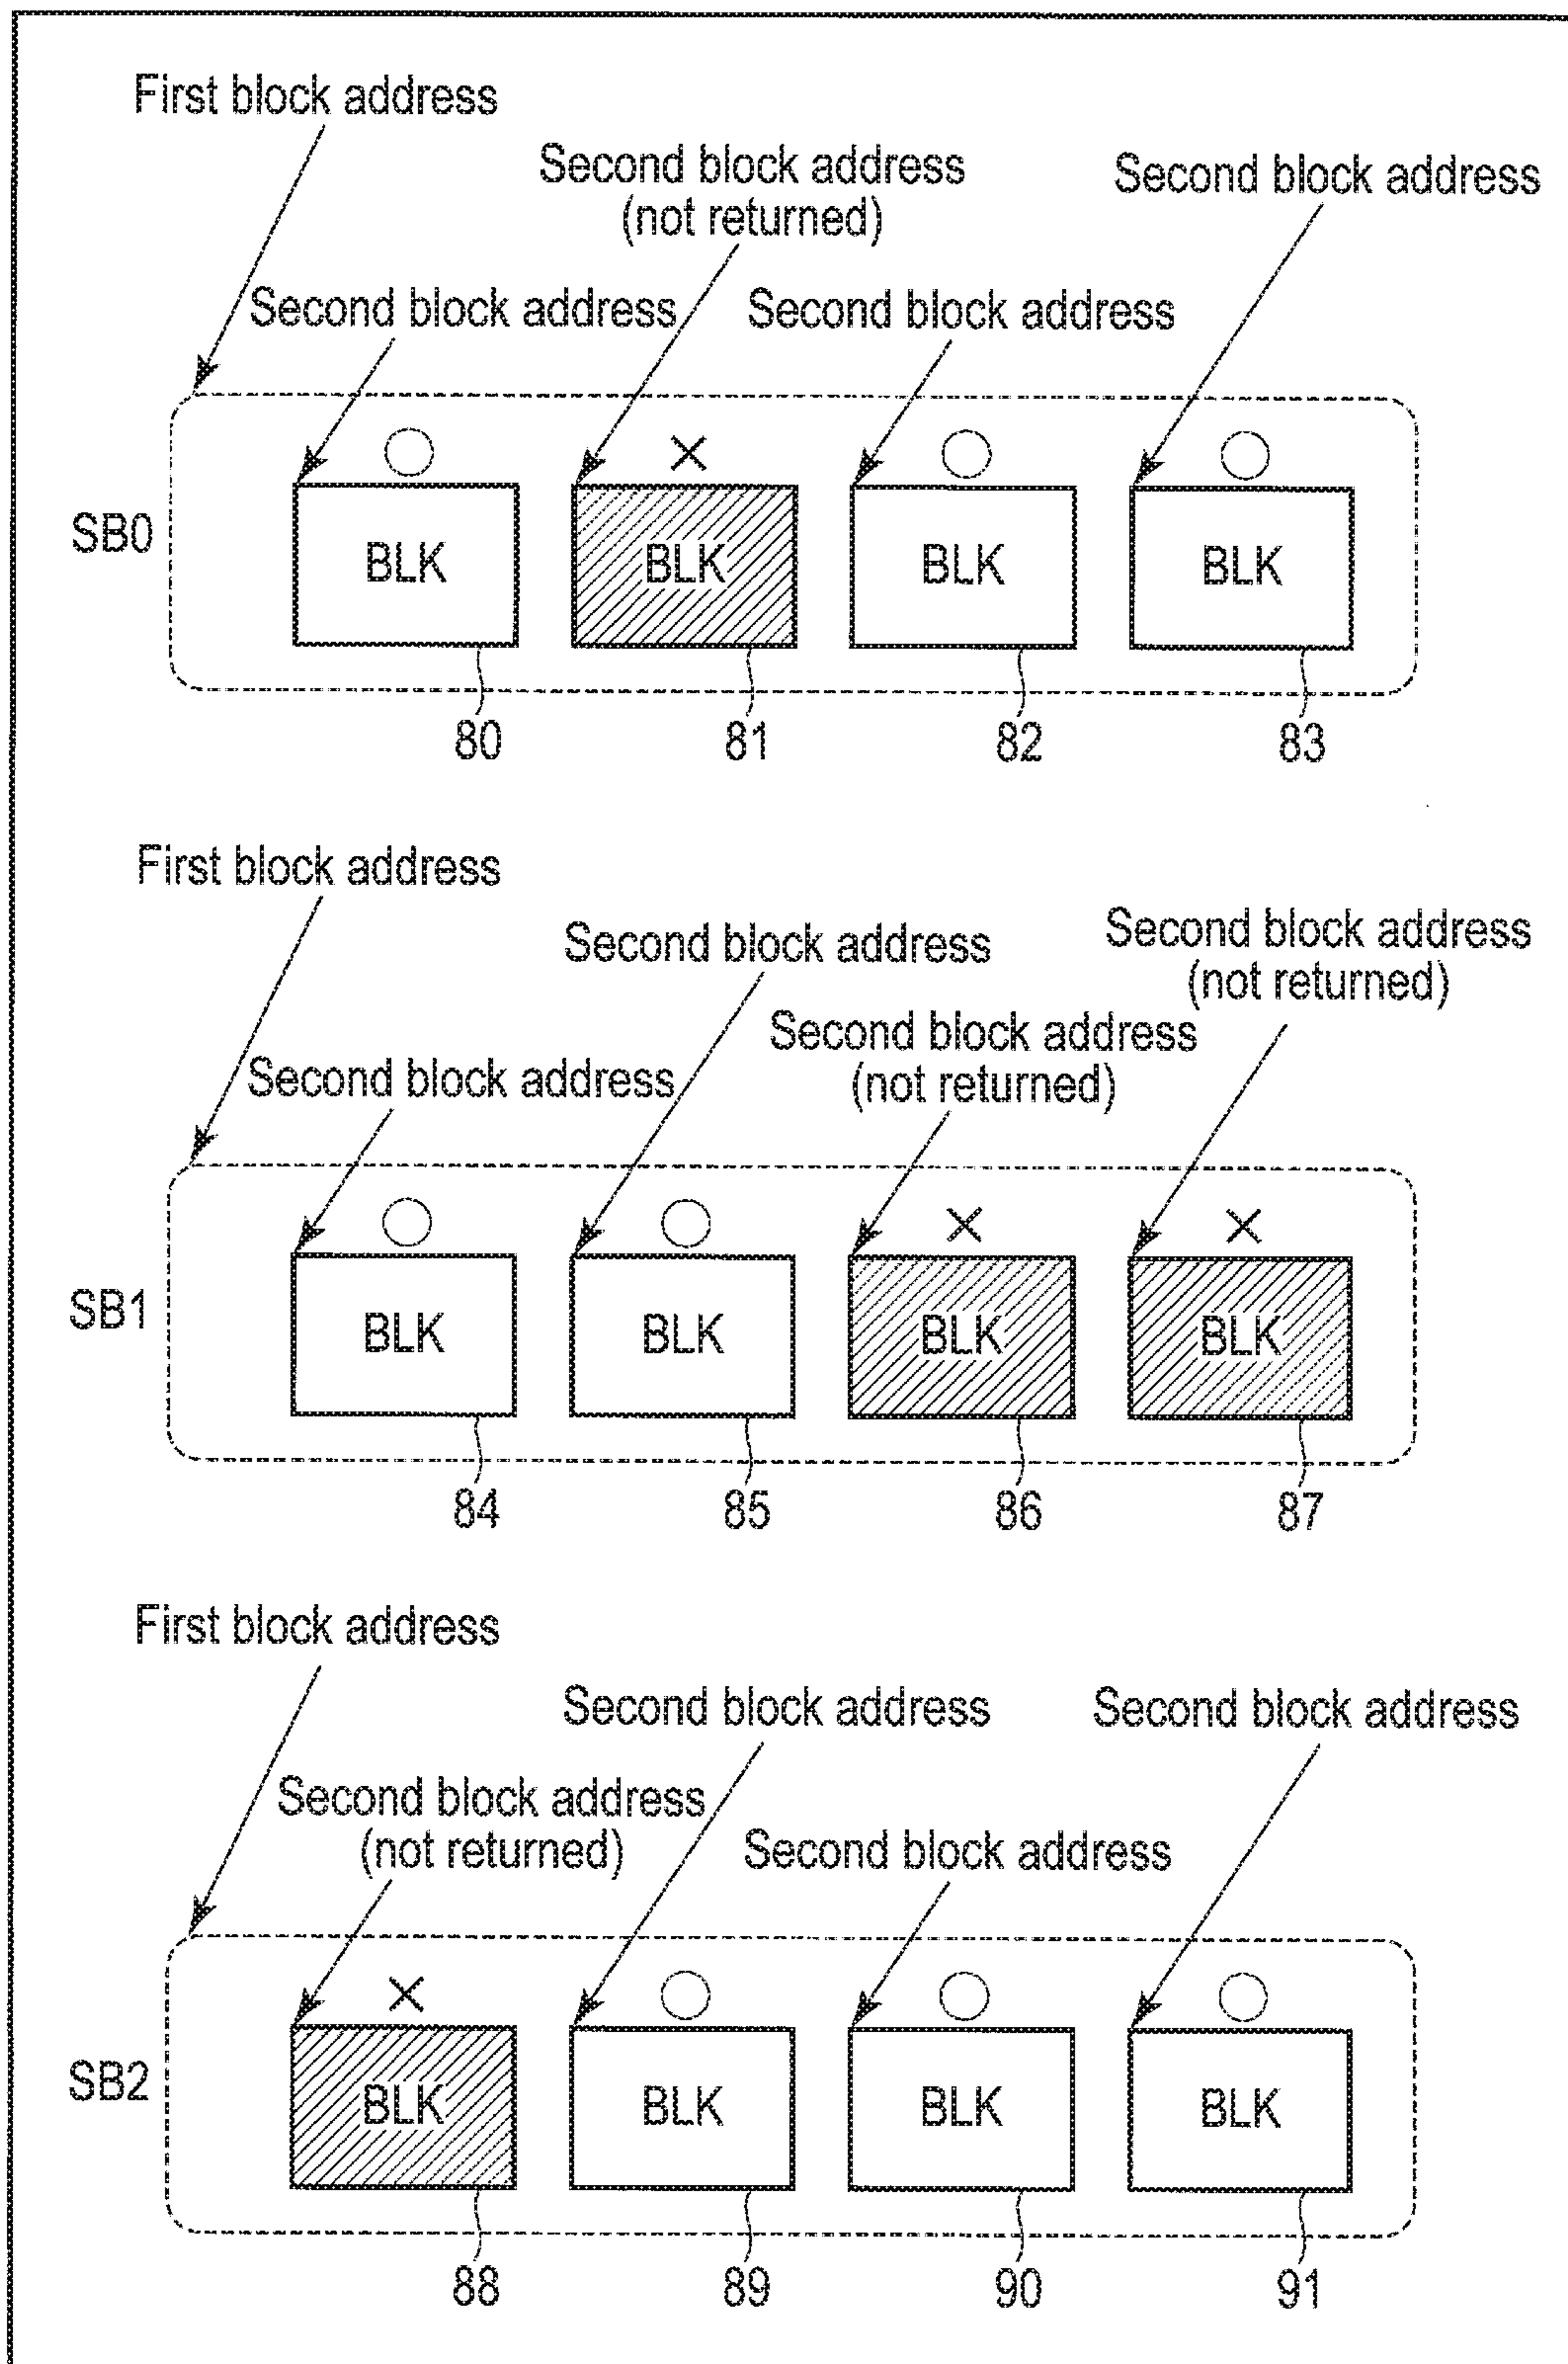 First block address
Second block address
(not returned)
Second block address
Second block address
Second block address
SB0
×
BLK
BLK
BLK
BLK
80
81
82
83
First block address
Second block address
Second block address
(not returned)
Second block address
(not returned)
Second block address
SB1
×
×
BLK
BLK
BLK
BLK
84
85
86
87
First block address
Second block address
Second block address
Second block address
(not returned)
Second block address
SB2
×
BLK
BLK
BLK
BLK
88
89
90
91